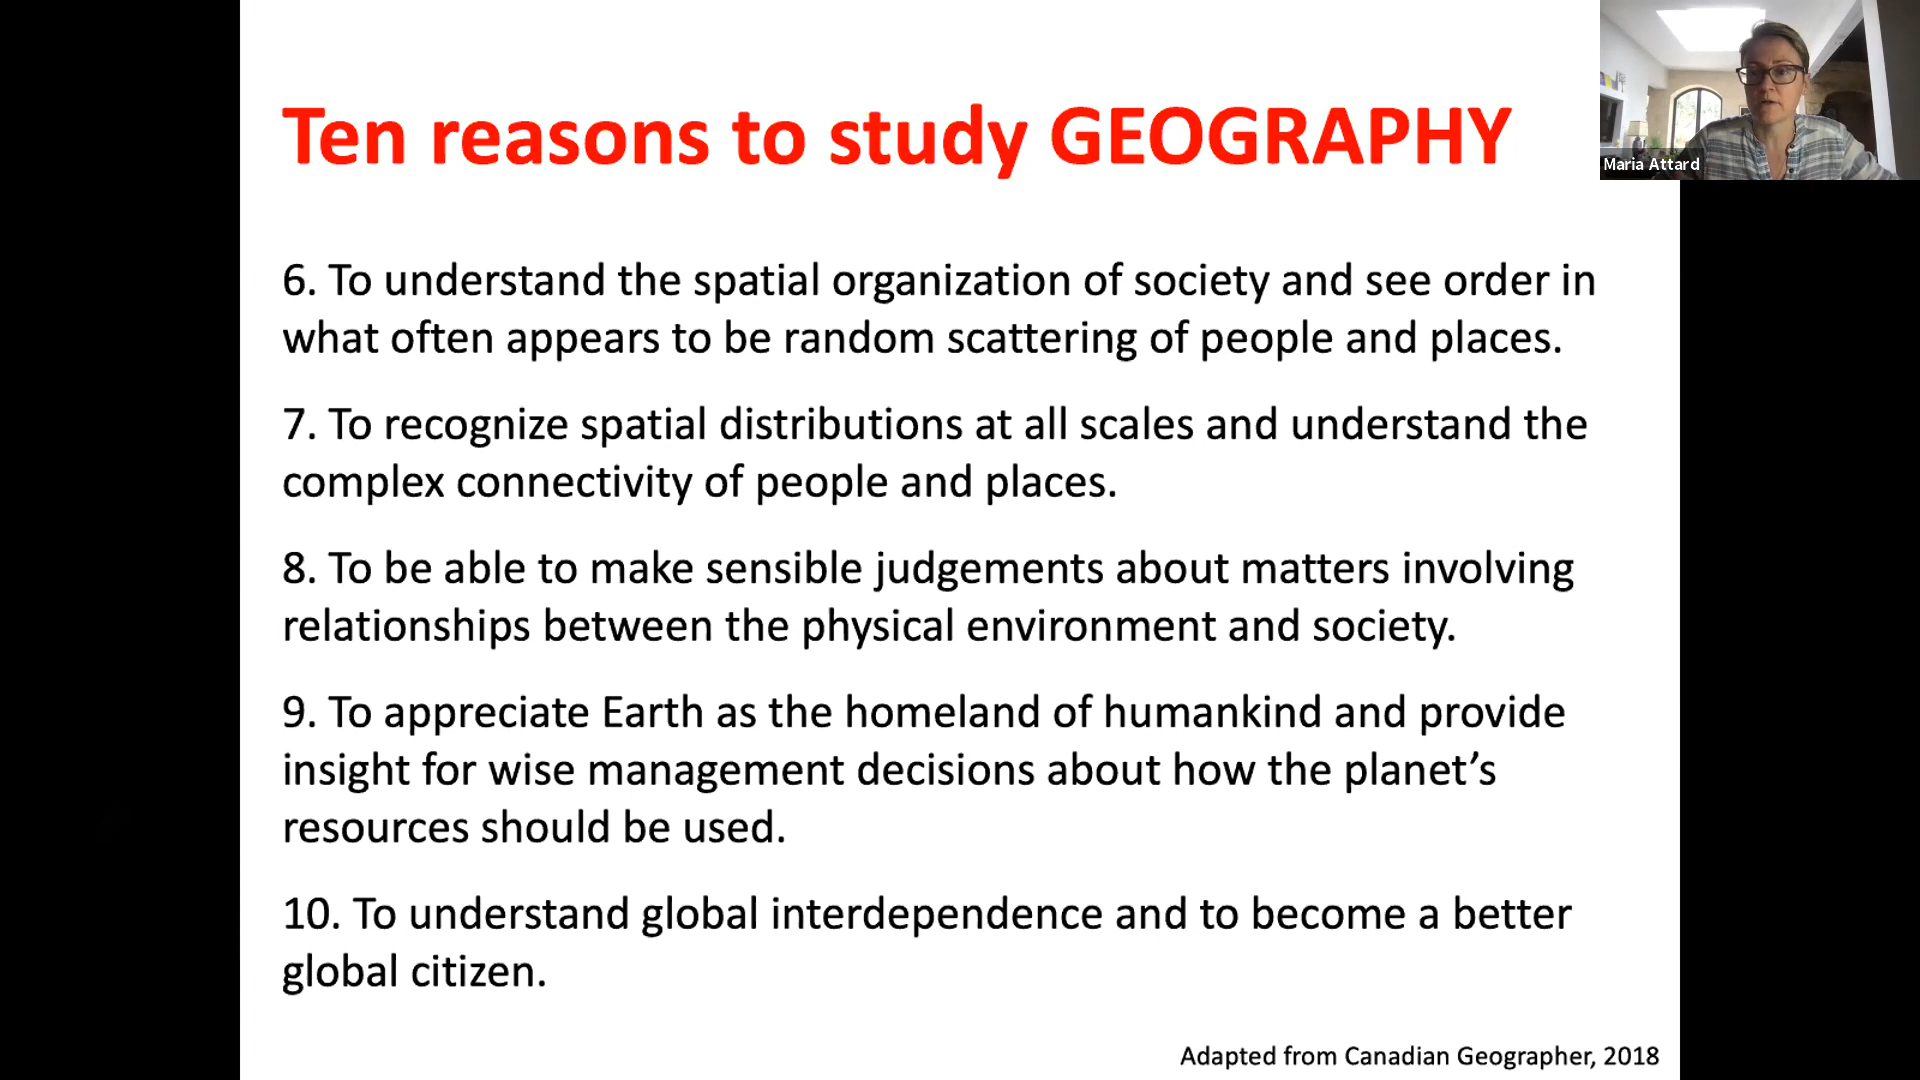 Ten reasons to study GEOGRAPHY
Maria Attard
6. To understand the spatial organization of society and see order in
what often appears to be random scattering of people and places.
7. To recognize spatial distributions at all scales and understand the
complex connectivity of people and places.
8. To be able to make sensible judgements about matters involving
relationships between the physical environment and society.
9. To appreciate Earth as the homeland of humankind and provide
insight for wise management decisions about how the planet’s
resources should be used.
10. To understand global interdependence and to become a better
global citizen.
Adapted from Canadian Geographer, 2018